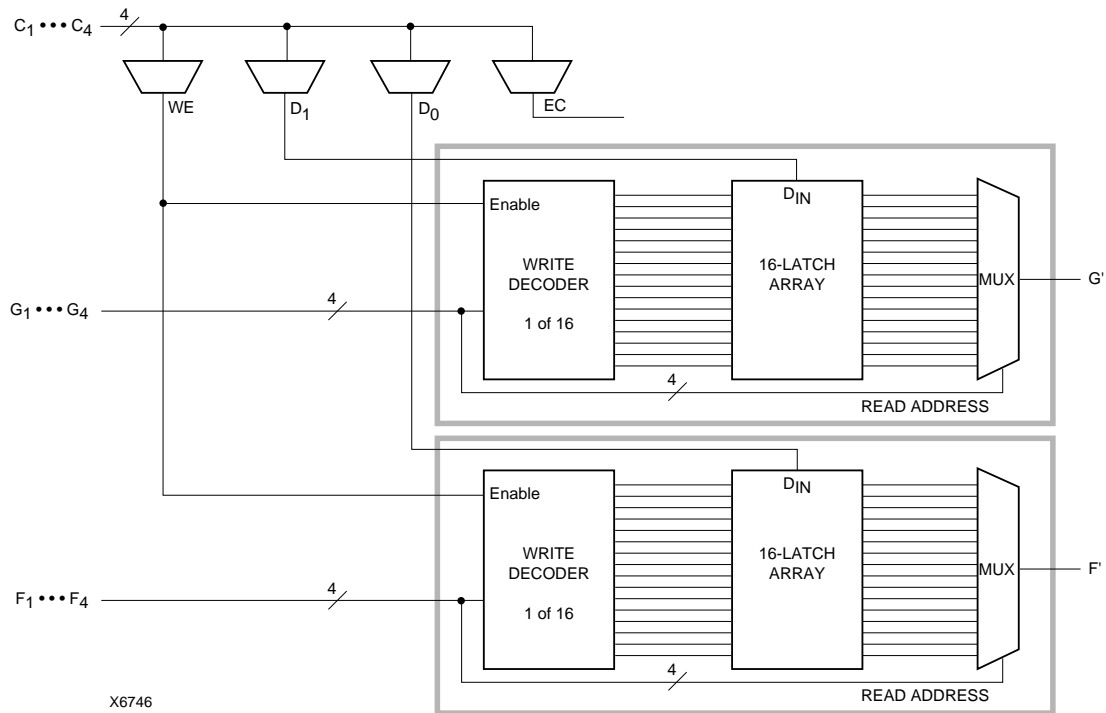 C1 ••• C4
4
WE
D1
D0
EC
Enable
WRITE
DECODER
1 of 16
DIN
16-LATCH
ARRAY
MUX
G'
G1 ••• G4
4
4
READ ADDRESS
Enable
WRITE
DECODER
1 of 16
DIN
16-LATCH
ARRAY
MUX
F'
F1 ••• F4
4
4
READ ADDRESS
X6746